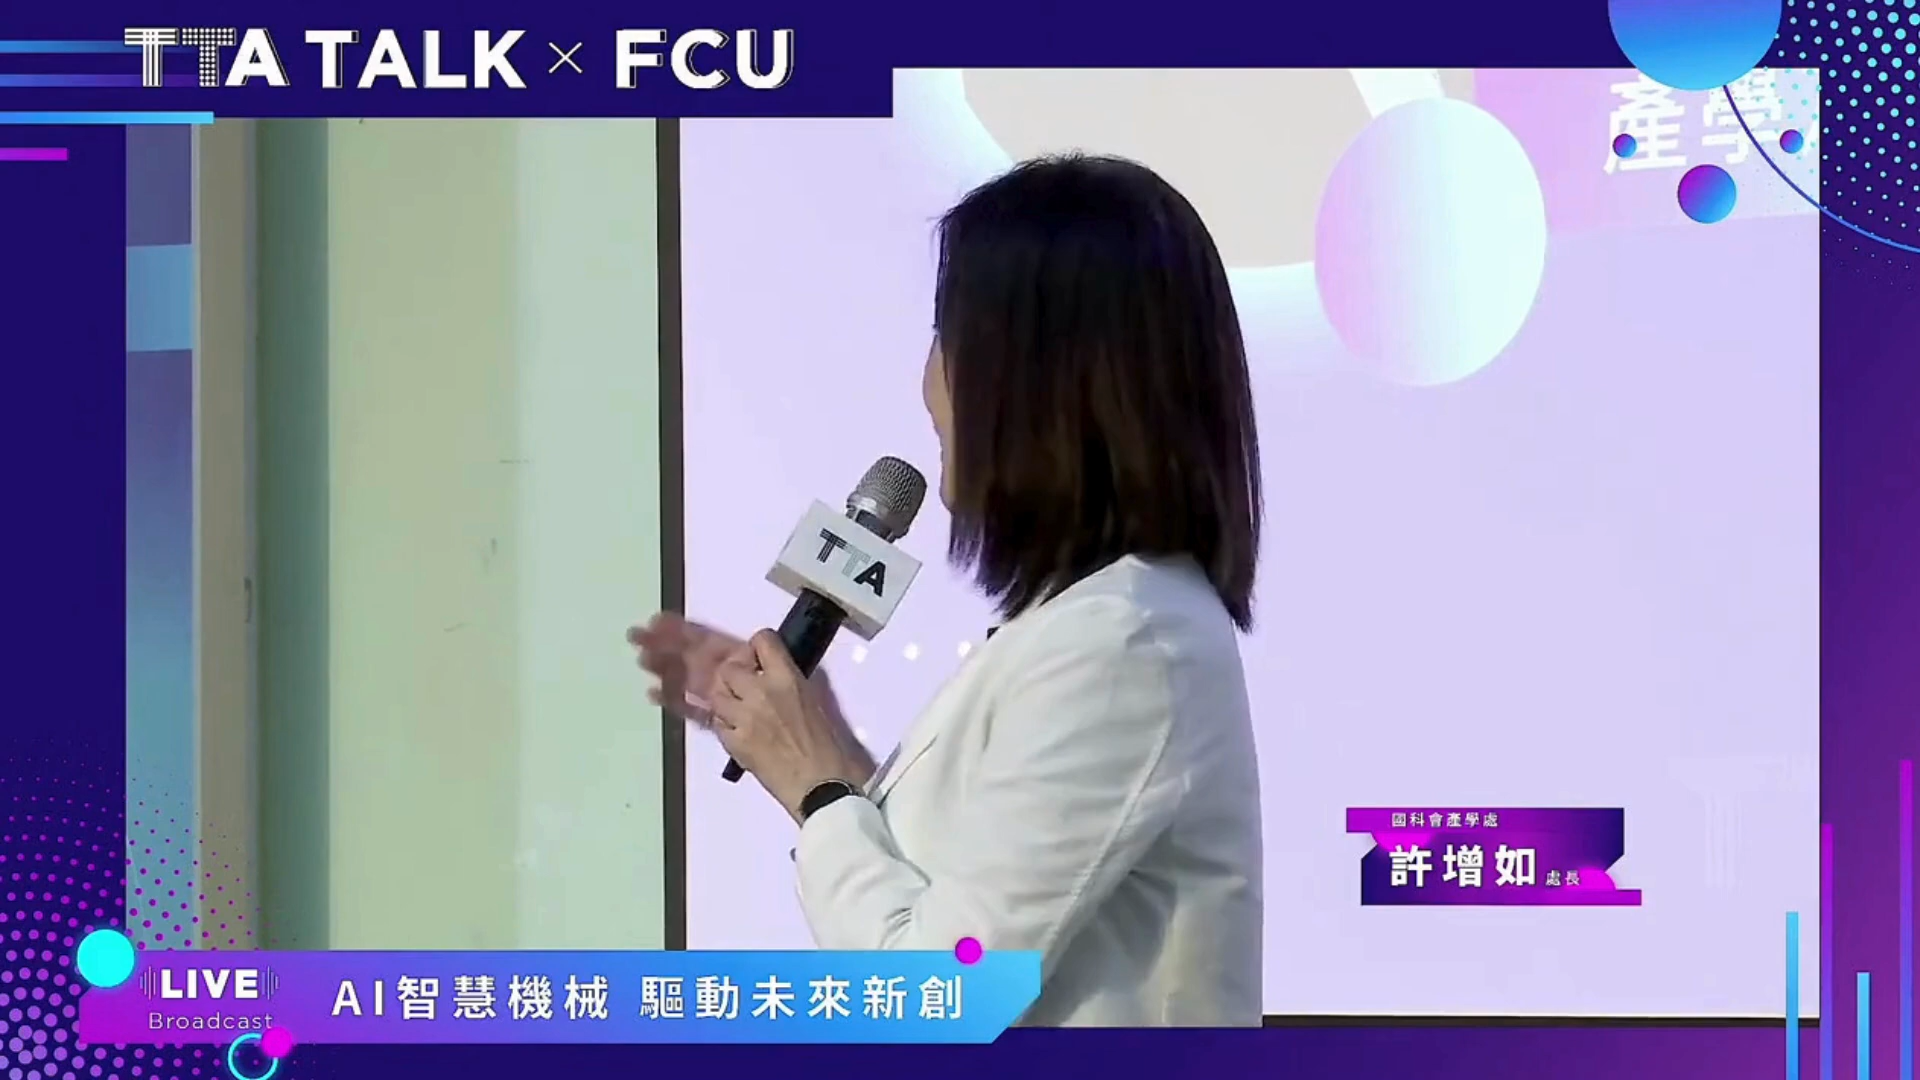 TTA TALK × FCU
產學
TTA
國科會產學處
許增如 處長
LIVE
Broadcast
AI智慧機械 驅動未來新創